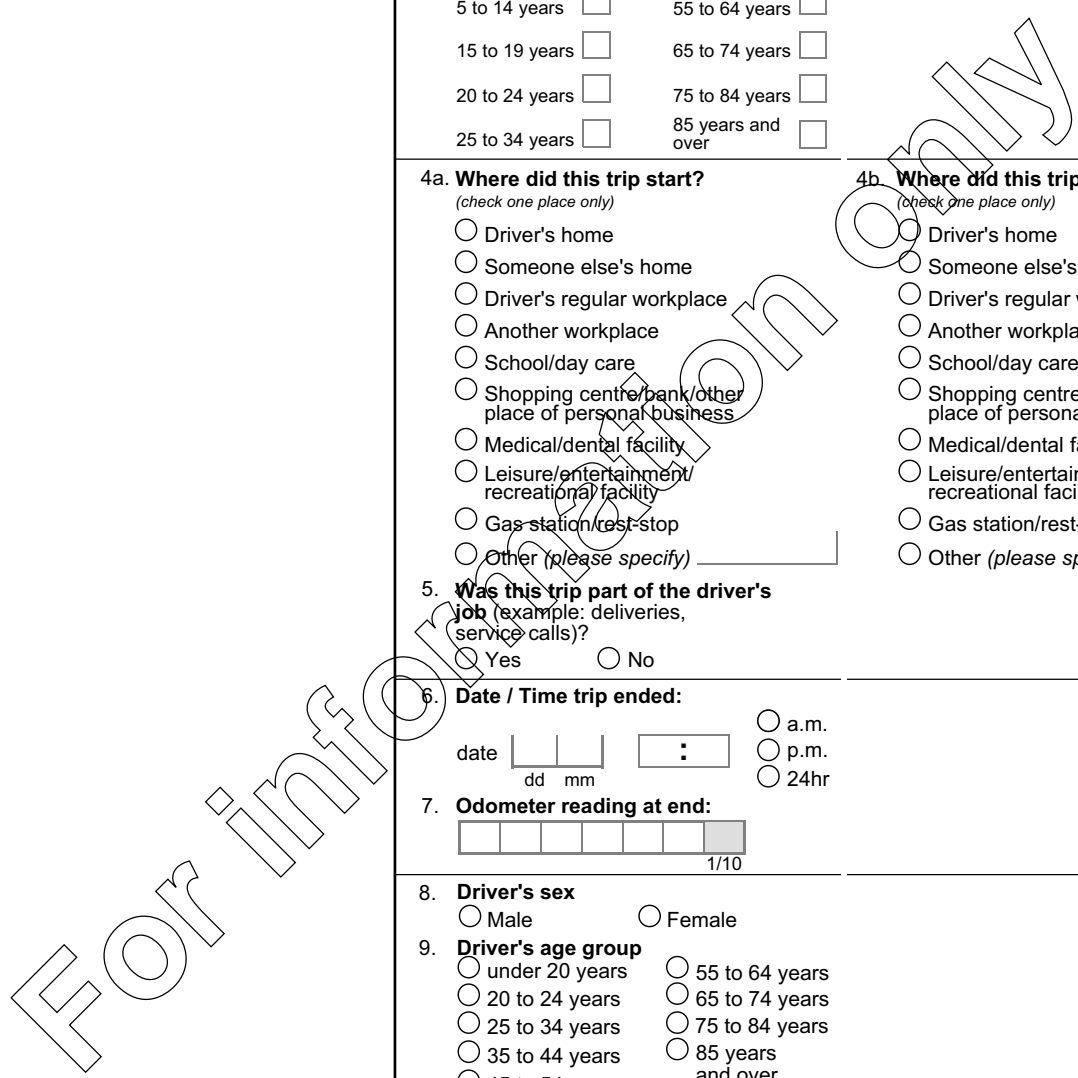 5 to 14 years 55 to 64 years
15 to 19 years 65 to 74 years
20 to 24 years 75 to 84 years
25 to 34 years 85 years and over
4a. Where did this trip start?
(check one place only)
Driver's home
Someone else's home
Driver's regular workplace
Another workplace
School/day care
Shopping centre/bank/other
place of personal business
Medical/dental facility
Leisure/entertainment/
recreational facility
Gas station/rest-stop
Other (please specify)
4b. Where did this trip
(check one place only)
Driver's home
Someone else's
Driver's regular
Another workpla
School/day care
Shopping centre
place of persona
Medical/dental fa
Leisure/entertain
recreational faci
Gas station/rest-
Other (please sp
5. Was this trip part of the driver's
job (example: deliveries,
service calls)?
Yes No
6. Date / Time trip ended:
a.m.
date : p.m.
dd mm 24hr
7. Odometer reading at end:
1/10
8. Driver's sex
Male Female
9. Driver's age group
under 20 years 55 to 64 years
20 to 24 years 65 to 74 years
25 to 34 years 75 to 84 years
35 to 44 years 85 years
and over
For information only